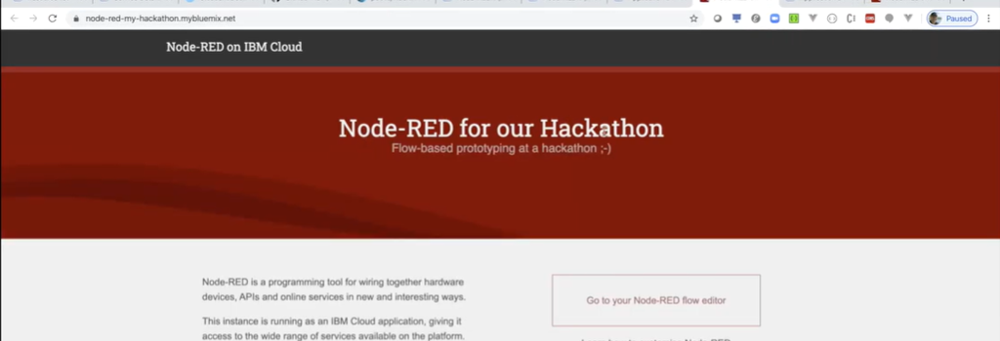 node-red-my-hackathon.mybluemix.net
Paused
Node-RED on IBM Cloud
Node-RED for our Hackathon
Flow-based prototyping at a hackathon ;-)
Node-RED is a programming tool for wiring together hardware
devices, APIs and online services in new and interesting ways.
This instance is running as an IBM Cloud application, giving it
access to the wide range of services available on the platform.
Go to your Node-RED flow editor